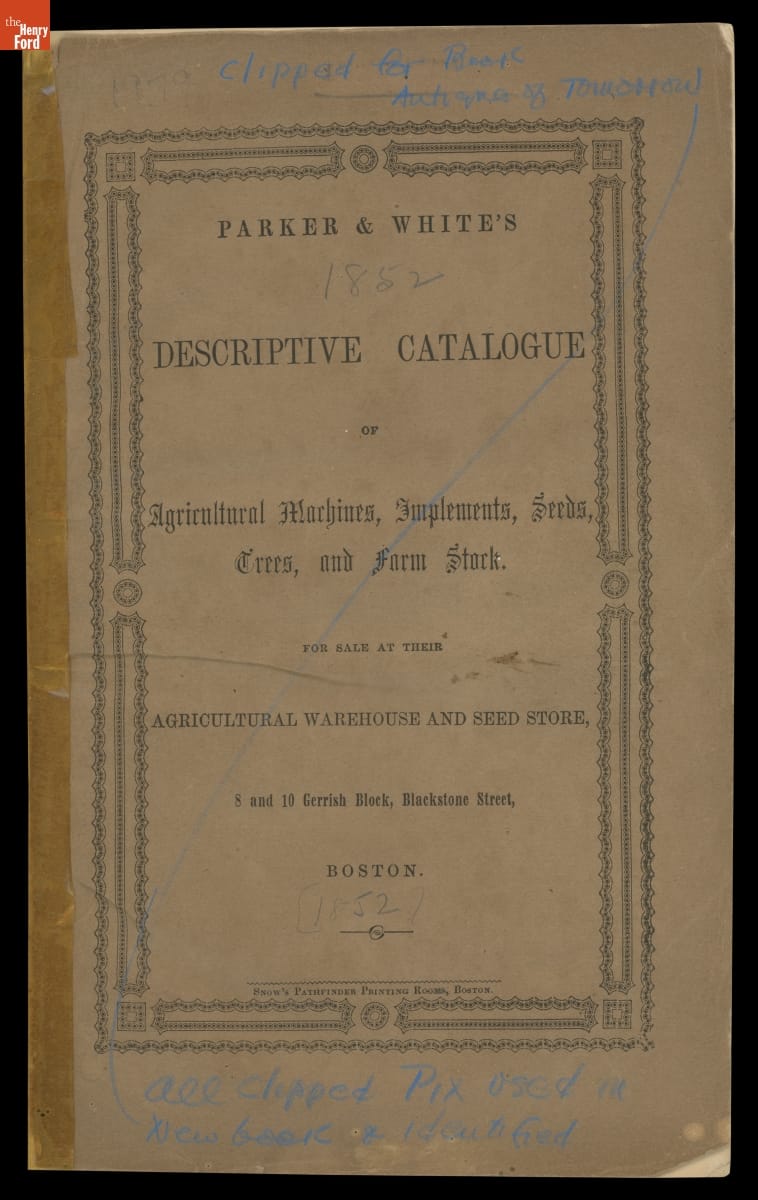 the
Henry
Ford
Clipped for Book
Antiques of Tomorrow
PARKER & WHITE'S
1852
DESCRIPTIVE CATALOGUE
OF
Agricultural Machines, Implements, Seeds,
Trees, and Farm Stock.
FOR SALE AT THEIR
AGRICULTURAL WAREHOUSE AND SEED STORE,
8 and 10 Gerrish Block, Blackstone Street,
BOSTON.
[1852]
SNOW'S PATHFINDER PRINTING ROOMS, BOSTON.
All clipped Pix used in
New book & identified